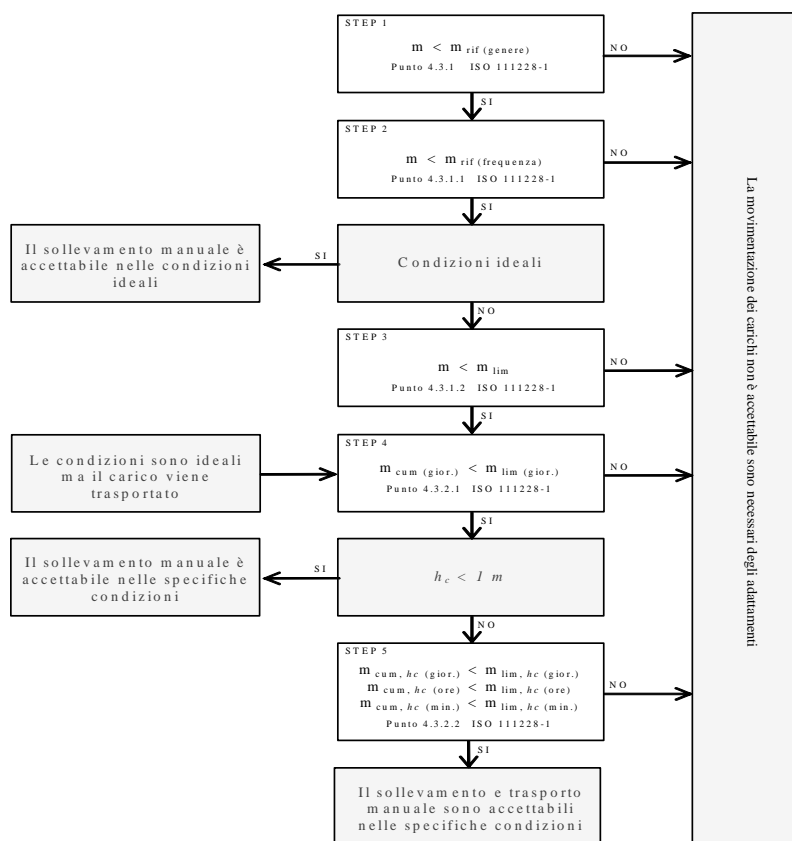 STEP 1
m < m rif (genere)
Punto 4.3.1 ISO 111228-1
NO
SI
STEP 2
m < m rif (frequenza)
Punto 4.3.1.1 ISO 111228-1
NO
SI
Il sollevamento manuale è
accettabile nelle condizioni
ideali
SI
Condizioni ideali
NO
STEP 3
m < m lim
Punto 4.3.1.2 ISO 111228-1
NO
SI
Le condizioni sono ideali
ma il carico viene
trasportato
STEP 4
m cum (gior.) < m lim (gior.)
Punto 4.3.2.1 ISO 111228-1
NO
SI
Il sollevamento manuale è
accettabile nelle specifiche
condizioni
SI
hc < 1 m
NO
STEP 5
m cum, hc (gior.) < m lim, hc (gior.)
m cum, hc (ore) < m lim, hc (ore)
m cum, hc (min.) < m lim, hc (min.)
Punto 4.3.2.2 ISO 111228-1
NO
SI
Il sollevamento e trasporto
manuale sono accettabili
nelle specifiche condizioni
La movimentazione dei carichi non è accettabile sono necessari degli adattamenti